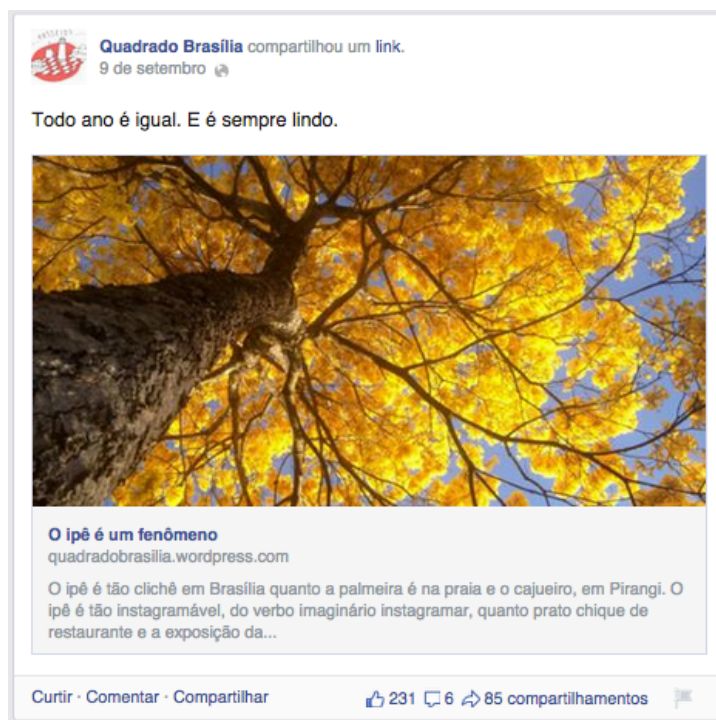 Quadrado Brasília compartilhou um link.
9 de setembro
Todo ano é igual. E é sempre lindo.
O ipê é um fenômeno
quadradobrasilia.wordpress.com
O ipê é tão clichê em Brasília quanto a palmeira é na praia e o cajueiro, em Pirangi. O
ipê é tão instagramável, do verbo imaginário instagramar, quanto prato chique de
restaurante e a exposição da...
Curtir · Comentar · Compartilhar 231 6 85 compartilhamentos